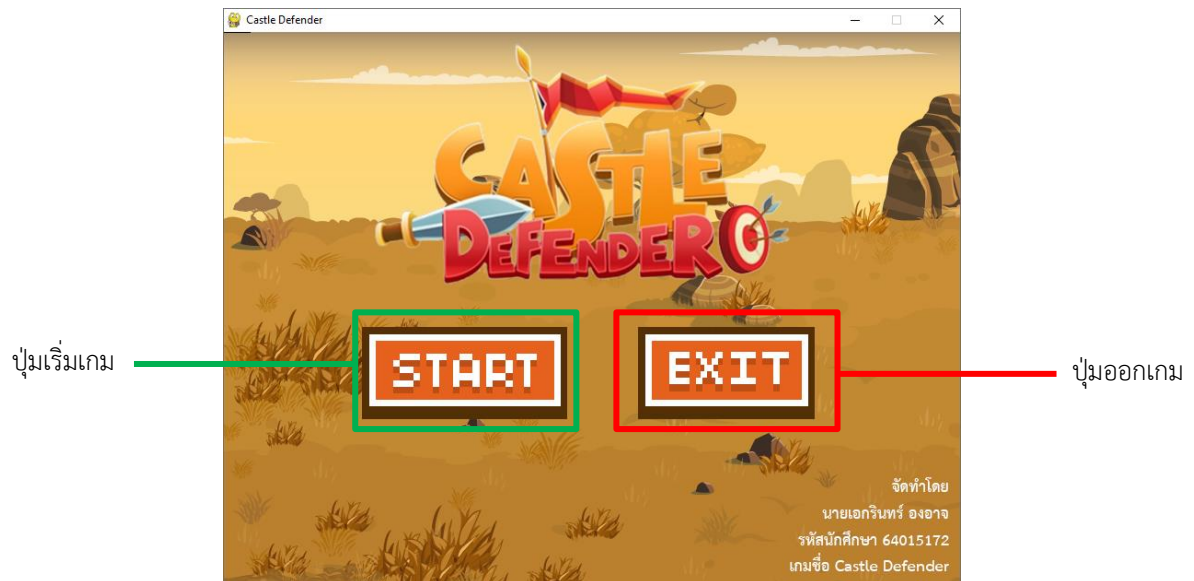 Castle Defender
CASTLE
DEFENDER
START
EXIT
ปุ่มเริ่มเกม
ปุ่มออกเกม
จัดทำโดย
นายเอกรินทร์ องอาจ
รหัสนักศึกษา 64015172
เกมชื่อ Castle Defender